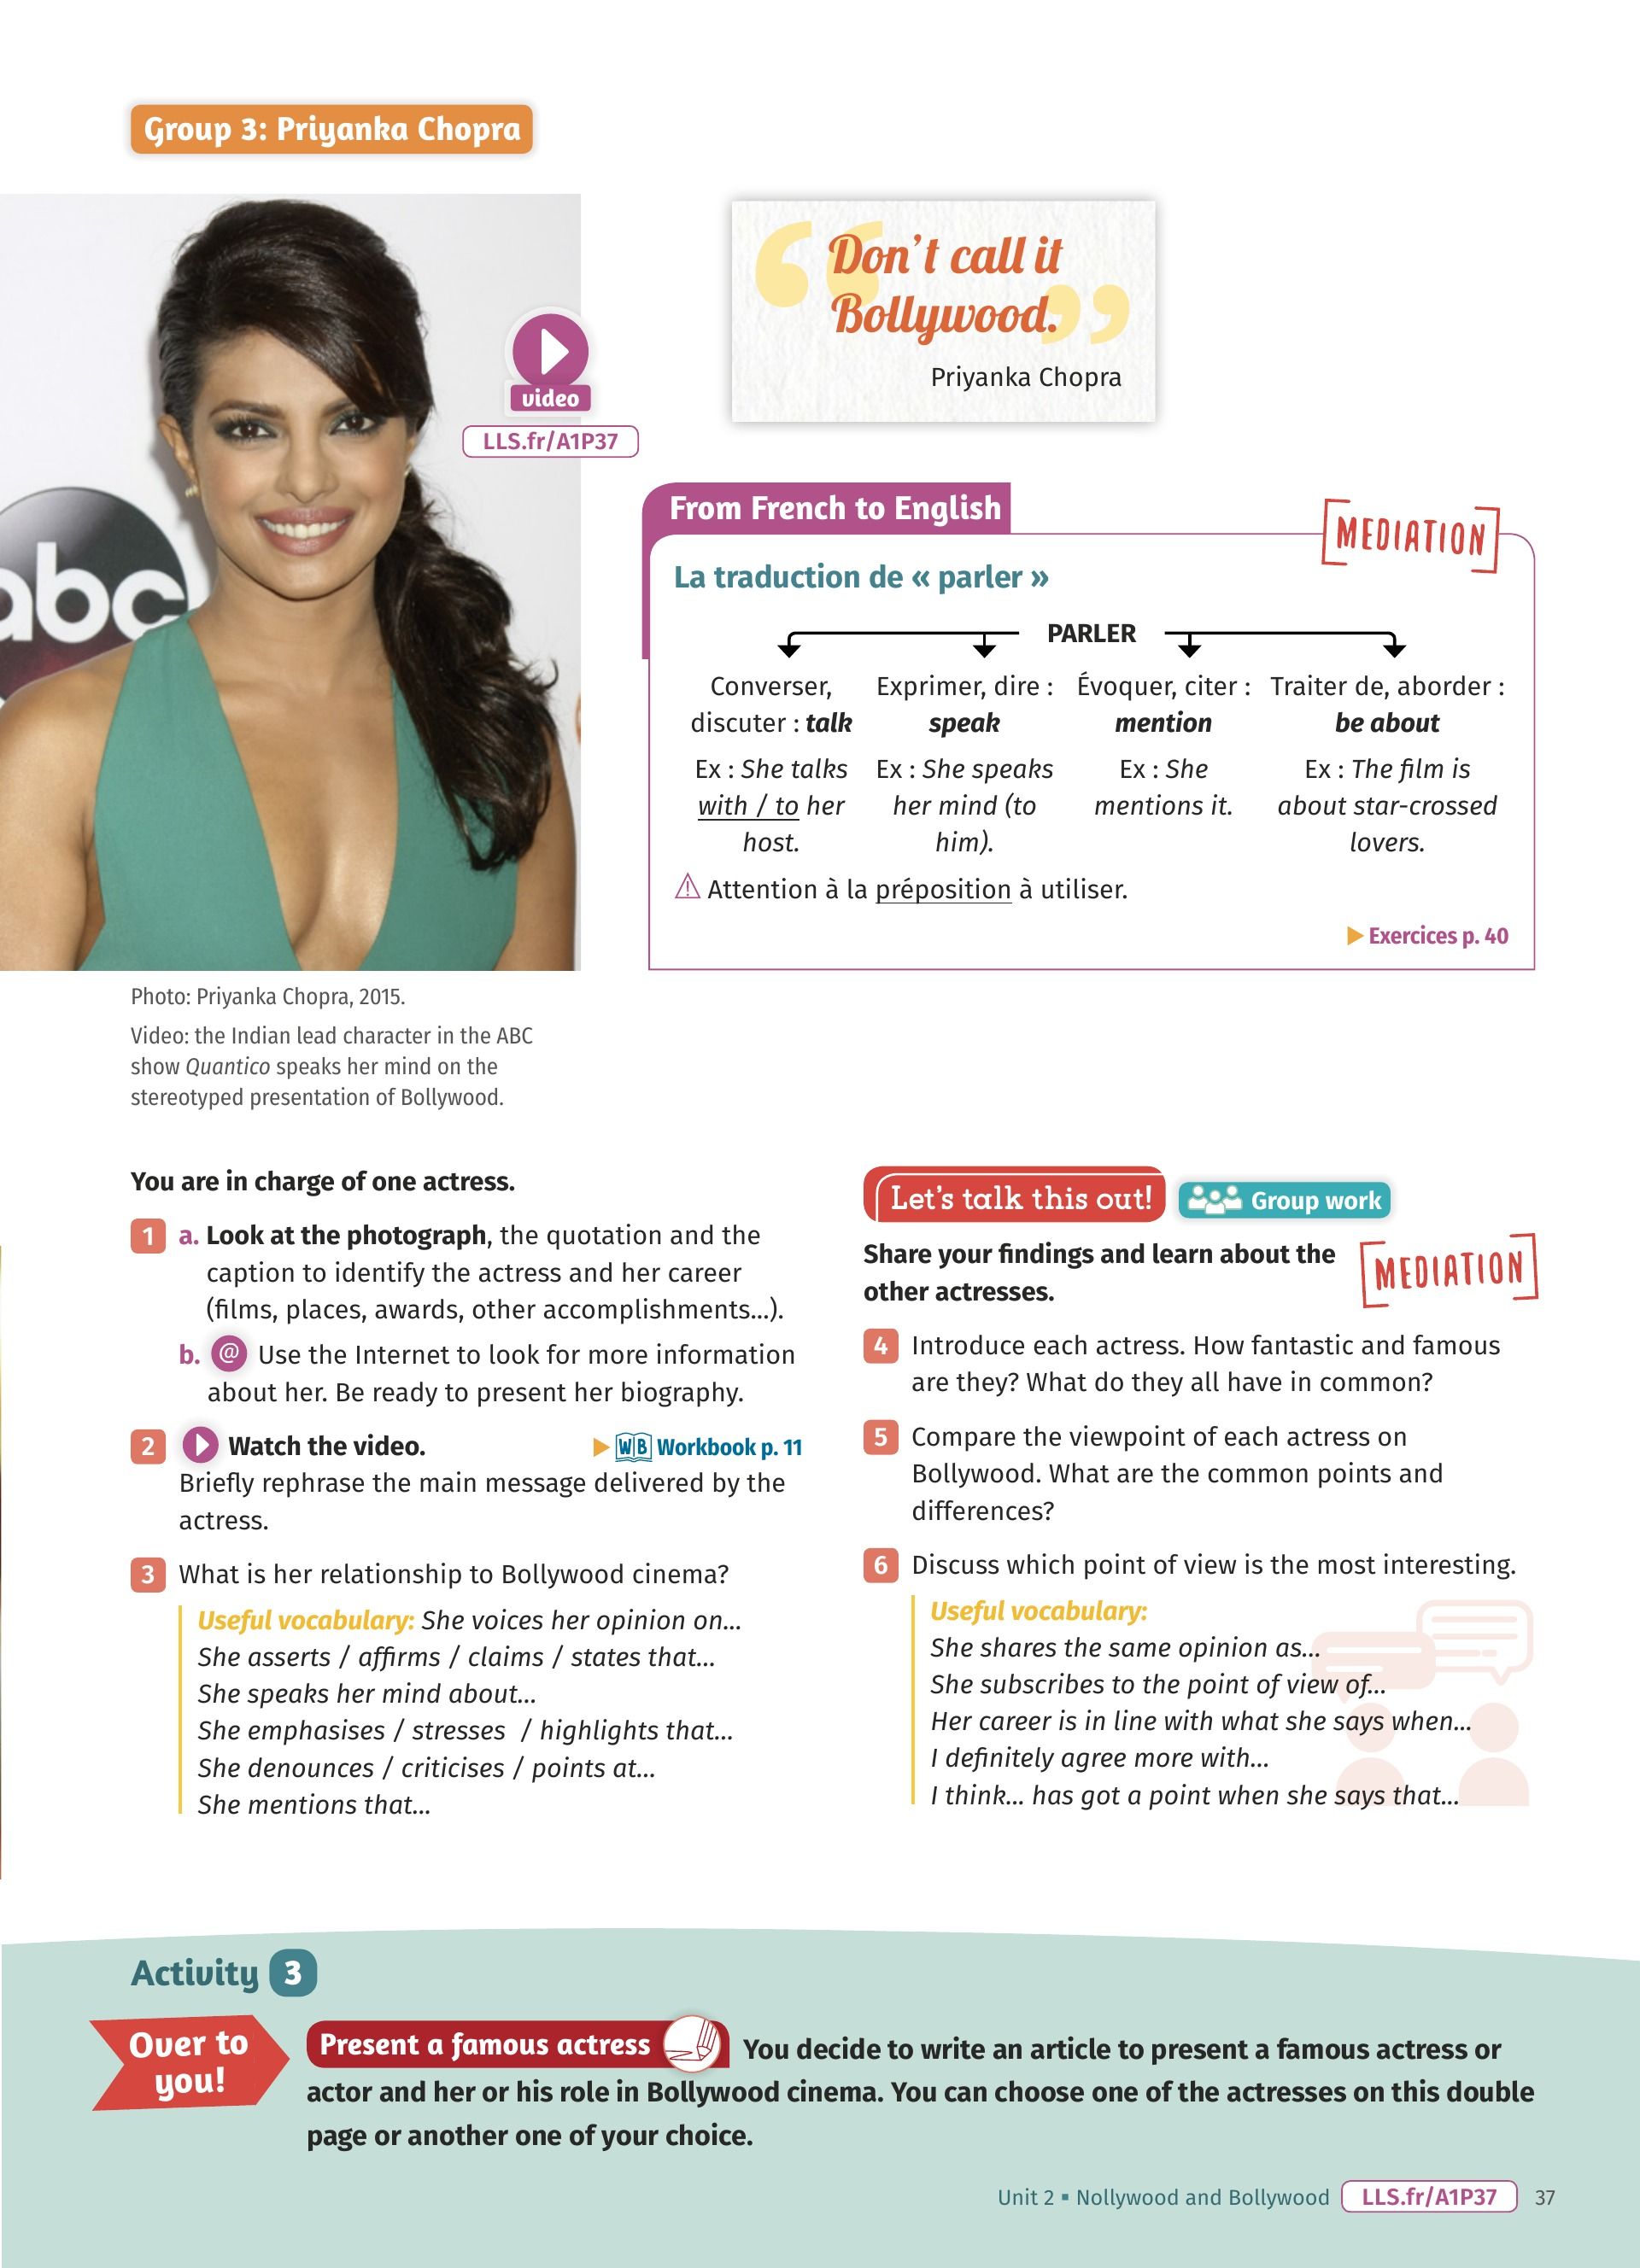 Group 3: Priyanka Chopra
abc
video
LLS.fr/A1P37
“Don’t call it
Bollywood.”
Priyanka Chopra
From French to English
MEDIATION
La traduction de « parler »
PARLER
Converser,
discuter : talk
Ex : She talks
with / to her
host.
Exprimer, dire :
speak
Ex : She speaks
her mind (to
him).
Évoquer, citer :
mention
Ex : She
mentions it.
Traiter de, aborder :
be about
Ex : The film is
about star-crossed
lovers.
Attention à la préposition à utiliser.
Exercices p. 40
Photo: Priyanka Chopra, 2015.
Video: the Indian lead character in the ABC
show Quantico speaks her mind on the
stereotyped presentation of Bollywood.
You are in charge of one actress.
1 a. Look at the photograph, the quotation and the
caption to identify the actress and her career
(films, places, awards, other accomplishments...).
b. @ Use the Internet to look for more information
about her. Be ready to present her biography.
2 Watch the video. WB Workbook p. 11
Briefly rephrase the main message delivered by the
actress.
3 What is her relationship to Bollywood cinema?
Useful vocabulary: She voices her opinion on...
She asserts / affirms / claims / states that...
She speaks her mind about...
She emphasises / stresses / highlights that...
She denounces / criticises / points at...
She mentions that...
Let’s talk this out! Group work
Share your findings and learn about the
other actresses.
MEDIATION
4 Introduce each actress. How fantastic and famous
are they? What do they all have in common?
5 Compare the viewpoint of each actress on
Bollywood. What are the common points and
differences?
6 Discuss which point of view is the most interesting.
Useful vocabulary:
She shares the same opinion as...
She subscribes to the point of view of...
Her career is in line with what she says when...
I definitely agree more with...
I think... has got a point when she says that...
Activity 3
Over to
you!
Present a famous actress You decide to write an article to present a famous actress or
actor and her or his role in Bollywood cinema. You can choose one of the actresses on this double
page or another one of your choice.
Unit 2 ▪ Nollywood and Bollywood LLS.fr/A1P37 37